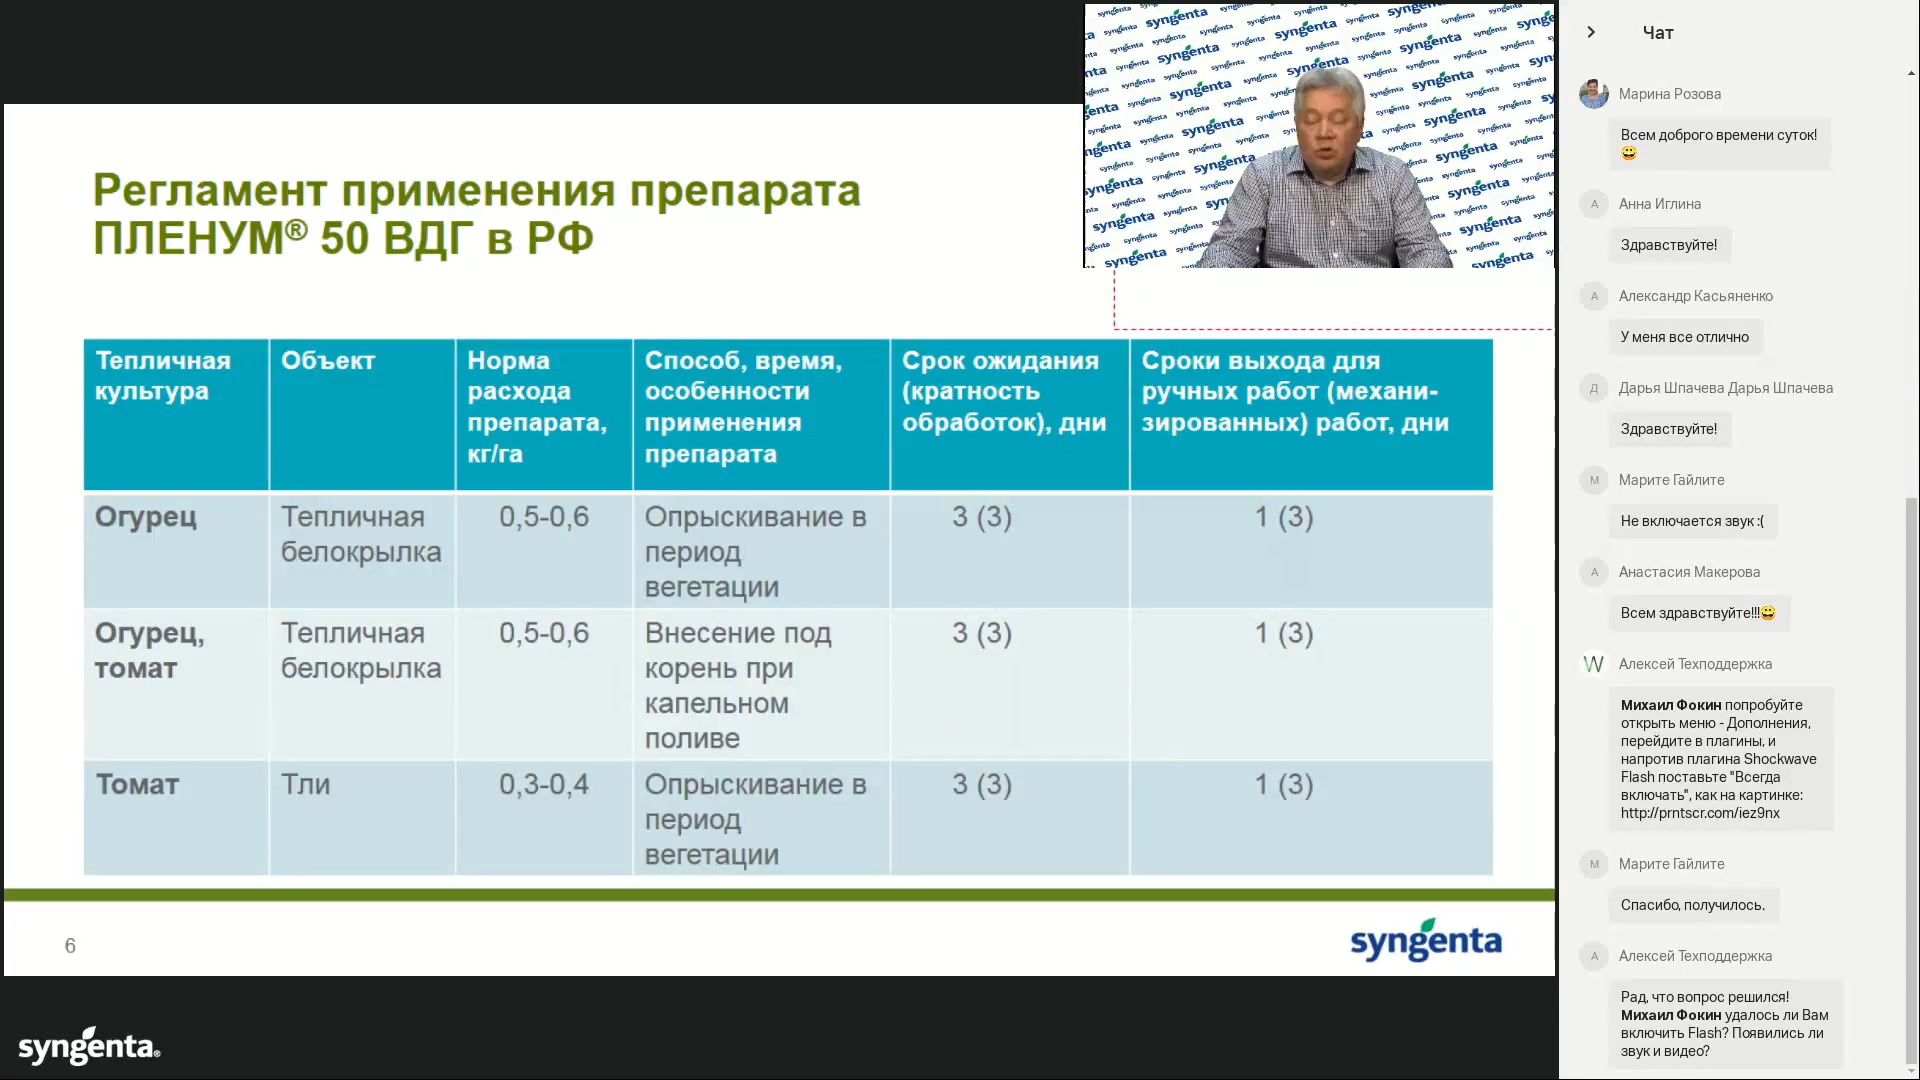 Регламент применения препарата
ПЛЕНУМ® 50 ВДГ в РФ
Тепличная
культура
Объект
Норма
расхода
препарата,
кг/га
Способ, время,
особенности
применения
препарата
Срок ожидания
(кратность
обработок), дни
Сроки выхода для
ручных работ (механи-
зированных) работ, дни
Огурец
Тепличная
белокрылка
0,5-0,6
Опрыскивание в
период
вегетации
3 (3)
1 (3)
Огурец,
томат
Тепличная
белокрылка
0,5-0,6
Внесение под
корень при
капельном
поливе
3 (3)
1 (3)
Томат
Тли
0,3-0,4
Опрыскивание в
период
вегетации
3 (3)
1 (3)
6
syngenta
syngenta®
Чат
Марина Розова
Всем доброго времени суток!
😀
А
Анна Иглина
Здравствуйте!
А
Александр Касьяненко
У меня все отлично
Д
Дарья Шпачева Дарья Шпачева
Здравствуйте!
М
Марите Гайлите
Не включается звук :(
А
Анастасия Макерова
Всем здравствуйте!!!😀
W
Алексей Техподдержка
Михаил Фокин попробуйте
открыть меню - Дополнения,
перейдите в плагины, и
напротив плагина Shockwave
Flash поставьте "Всегда
включать", как на картинке:
http://prntscr.com/iez9nx
М
Марите Гайлите
Спасибо, получилось.
А
Алексей Техподдержка
Рад, что вопрос решился!
Михаил Фокин удалось ли Вам
включить Flash? Появились ли
звук и видео?